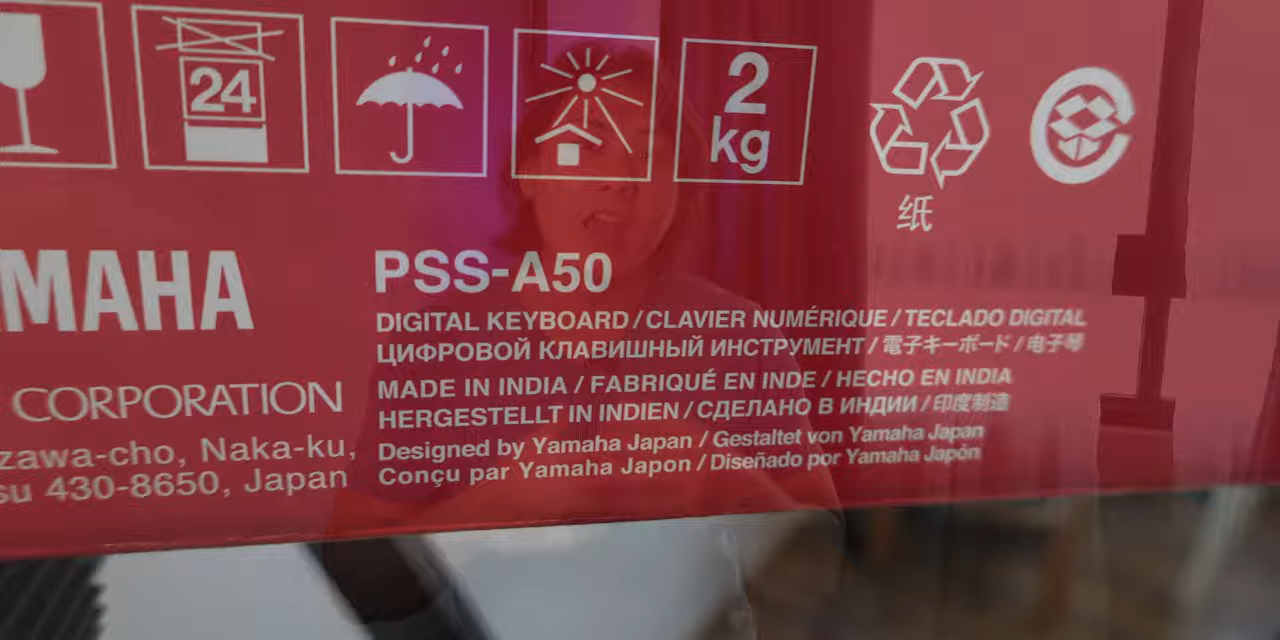 24
2
kg
纸
MAHA
PSS-A50
DIGITAL KEYBOARD / CLAVIER NUMÉRIQUE / TECLADO DIGITAL
ЦИФРОВОЙ КЛАВИШНЫЙ ИНСТРУМЕНТ / 電子キーボード / 电子琴
MADE IN INDIA / FABRIQUÉ EN INDE / HECHO EN INDIA
HERGESTELLT IN INDIEN / СДЕЛАНО В ИНДИИ / 印度制造
CORPORATION
zawa-cho, Naka-ku,
su 430-8650, Japan
Designed by Yamaha Japan / Gestaltet von Yamaha Japan
Conçu par Yamaha Japon / Diseñado por Yamaha Japón